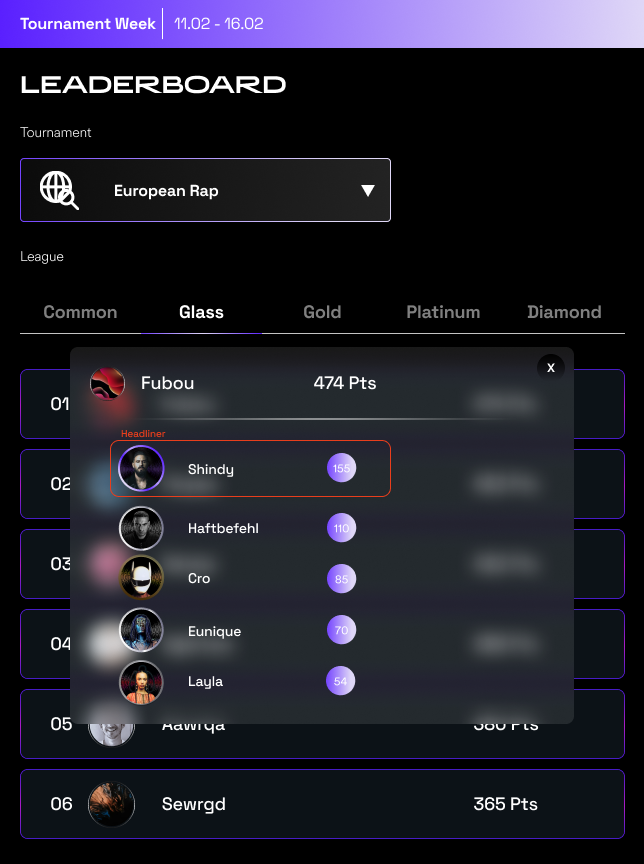 Tournament Week 11.02 - 16.02
LEADERBOARD
Tournament
European Rap
League
Common Glass Gold Platinum Diamond
X
Fubou 474 Pts
01
Headliner
Shindy 155
02
Haftbefehl 110
03
Cro 85
Eunique 70
04
Layla 54
05 Aawrqa 380 Pts
06 Sewrgd 365 Pts